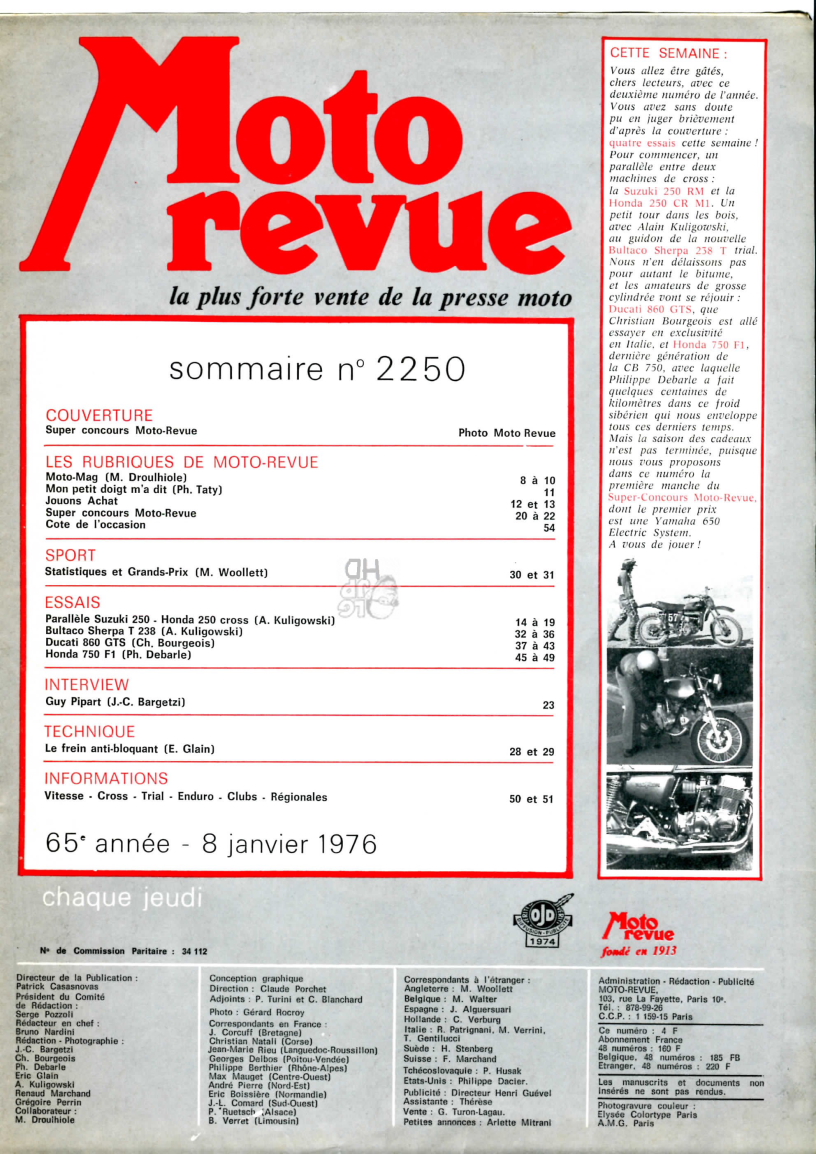 Moto
revue
la plus forte vente de la presse moto
sommaire n° 2250
COUVERTURE
Super concours Moto-Revue Photo Moto Revue
LES RUBRIQUES DE MOTO-REVUE
Moto-Mag (M. Droulhiole) 8 à 10
Mon petit doigt m'a dit (Ph. Taty) 11
Jouons Achat 12 et 13
Super concours Moto-Revue 20 à 22
Cote de l'occasion 54
SPORT
Statistiques et Grands-Prix (M. Woollett) 30 et 31
ESSAIS
Parallèle Suzuki 250 - Honda 250 cross (A. Kuligowski) 14 à 19
Bultaco Sherpa T 238 (A. Kuligowski) 32 à 36
Ducati 860 GTS (Ch. Bourgeois) 37 à 43
Honda 750 F1 (Ph. Debarle) 45 à 49
INTERVIEW
Guy Pipart (J.-C. Bargetzi) 23
TECHNIQUE
Le frein anti-bloquant (E. Glain) 28 et 29
INFORMATIONS
Vitesse - Cross - Trial - Enduro - Clubs - Régionales 50 et 51
65e année - 8 janvier 1976
chaque jeudi
CETTE SEMAINE :
Vous allez être gâtés,
chers lecteurs, avec ce
deuxième numéro de l'année.
Vous avez sans doute
pu en juger brièvement
d'après la couverture :
quatre essais cette semaine !
Pour commencer, un
parallèle entre deux
machines de cross :
la Suzuki 250 RM et la
Honda 250 CR M1. Un
petit tour dans les bois,
avec Alain Kuligowski,
au guidon de la nouvelle
Bultaco Sherpa 238 T trial.
Nous n'en délaissons pas
pour autant le bitume,
et les amateurs de grosse
cylindrée vont se réjouir :
Ducati 860 GTS, que
Christian Bourgeois est allé
essayer en exclusivité
en Italie, et Honda 750 F1,
dernière génération de
la CB 750, avec laquelle
Philippe Debarle a fait
quelques centaines de
kilomètres dans ce froid
sibérien qui nous enveloppe
tous ces derniers temps.
Mais la saison des cadeaux
n'est pas terminée, puisque
nous vous proposons
dans ce numéro la
première manche du
Super-Concours Moto-Revue,
dont le premier prix
est une Yamaha 650
Electric System.
A vous de jouer !
57
OJD
DIFFUSION - PUBLICITÉ
1974
Moto
revue
fondé en 1913
N° de Commission Paritaire : 34 112
Directeur de la Publication :
Patrick Casasnovas
Président du Comité
de Rédaction :
Serge Pozzoli
Rédacteur en chef :
Bruno Nardini
Rédaction - Photographie :
J.-C. Bargetzi
Ch. Bourgeois
Ph. Debarle
Eric Glain
A. Kuligowski
Renaud Marchand
Grégoire Perrin
Collaborateur :
M. Droulhiole
Conception graphique
Direction : Claude Porchet
Adjoints : P. Turini et C. Blanchard
Photo : Gérard Rocroy
Correspondants en France :
J. Corcuff (Bretagne)
Christian Natali (Corse)
Jean-Marie Rieu (Languedoc-Roussillon)
Georges Delbos (Poitou-Vendée)
Philippe Berthier (Rhône-Alpes)
Max Mauget (Centre-Ouest)
André Pierre (Nord-Est)
Eric Boissière (Normandie)
J.-L. Comard (Sud-Ouest)
P. Ruetsch (Alsace)
B. Verret (Limousin)
Correspondants à l'étranger :
Angleterre : M. Woollett
Belgique : M. Walter
Espagne : J. Alguersuari
Hollande : C. Verburg
Italie : R. Patrignani, M. Verrini,
T. Gentilucci
Suède : H. Stenberg
Suisse : F. Marchand
Tchécoslovaquie : P. Husak
Etats-Unis : Philippe Dacier.
Publicité : Directeur Henri Guével
Assistante : Thérèse
Vente : G. Turon-Lagau.
Petites annonces : Arlette Mitrani
Administration - Rédaction - Publicité
MOTO-REVUE,
103, rue La Fayette, Paris 10e.
Tél. : 878-99-26
C.C.P. : 1 159-15 Paris
Ce numéro : 4 F
Abonnement France
48 numéros : 160 F
Belgique, 48 numéros : 185 FB
Etranger, 48 numéros : 220 F
Les manuscrits et documents non
insérés ne sont pas rendus.
Photogravure couleur :
Elysée Colortype Paris
A.M.G. Paris